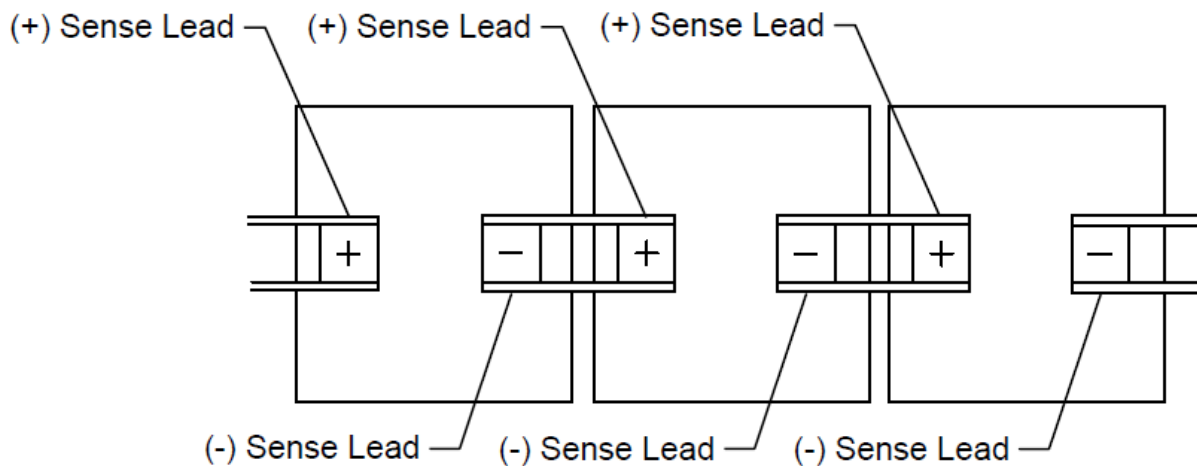 (+) Sense Lead (+) Sense Lead (+) Sense Lead
+ − + − + −
(-) Sense Lead (-) Sense Lead (-) Sense Lead